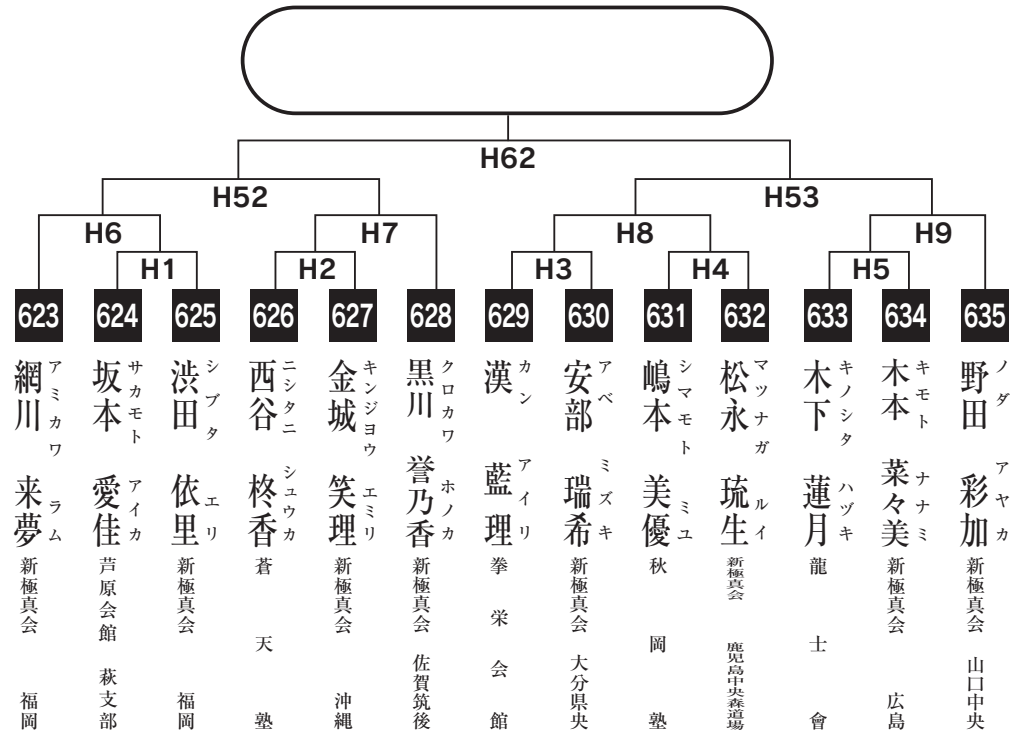 H62
H52
H53
H6
H7
H8
H9
H1
H2
H3
H4
H5
623
624
625
626
627
628
629
630
631
632
633
634
635
網川 来夢
アミカワ ラム
新極真会 福岡
坂本 愛佳
サカモト アイカ
芦原会館 萩支部
渋田 依里
シブタ エリ
新極真会 福岡
西谷 柊香
ニシタニ シュウカ
蒼天塾
金城 笑理
キンジョウ エミリ
新極真会 沖縄
黒川 誉乃香
クロカワ ホノカ
新極真会 佐賀筑後
漢 藍理
カン アイリ
拳栄会館
安部 瑞希
アベ ミズキ
新極真会 大分県央
嶋本 美優
シマモト ミユ
秋岡塾
松永 琉生
マツナガ ルイ
新極真会 鹿児島中央森道場
木下 蓮月
キノシタ ハヅキ
龍士會
木本 菜々美
キモト ナナミ
新極真会 広島
野田 彩加
ノダ アヤカ
新極真会 山口中央